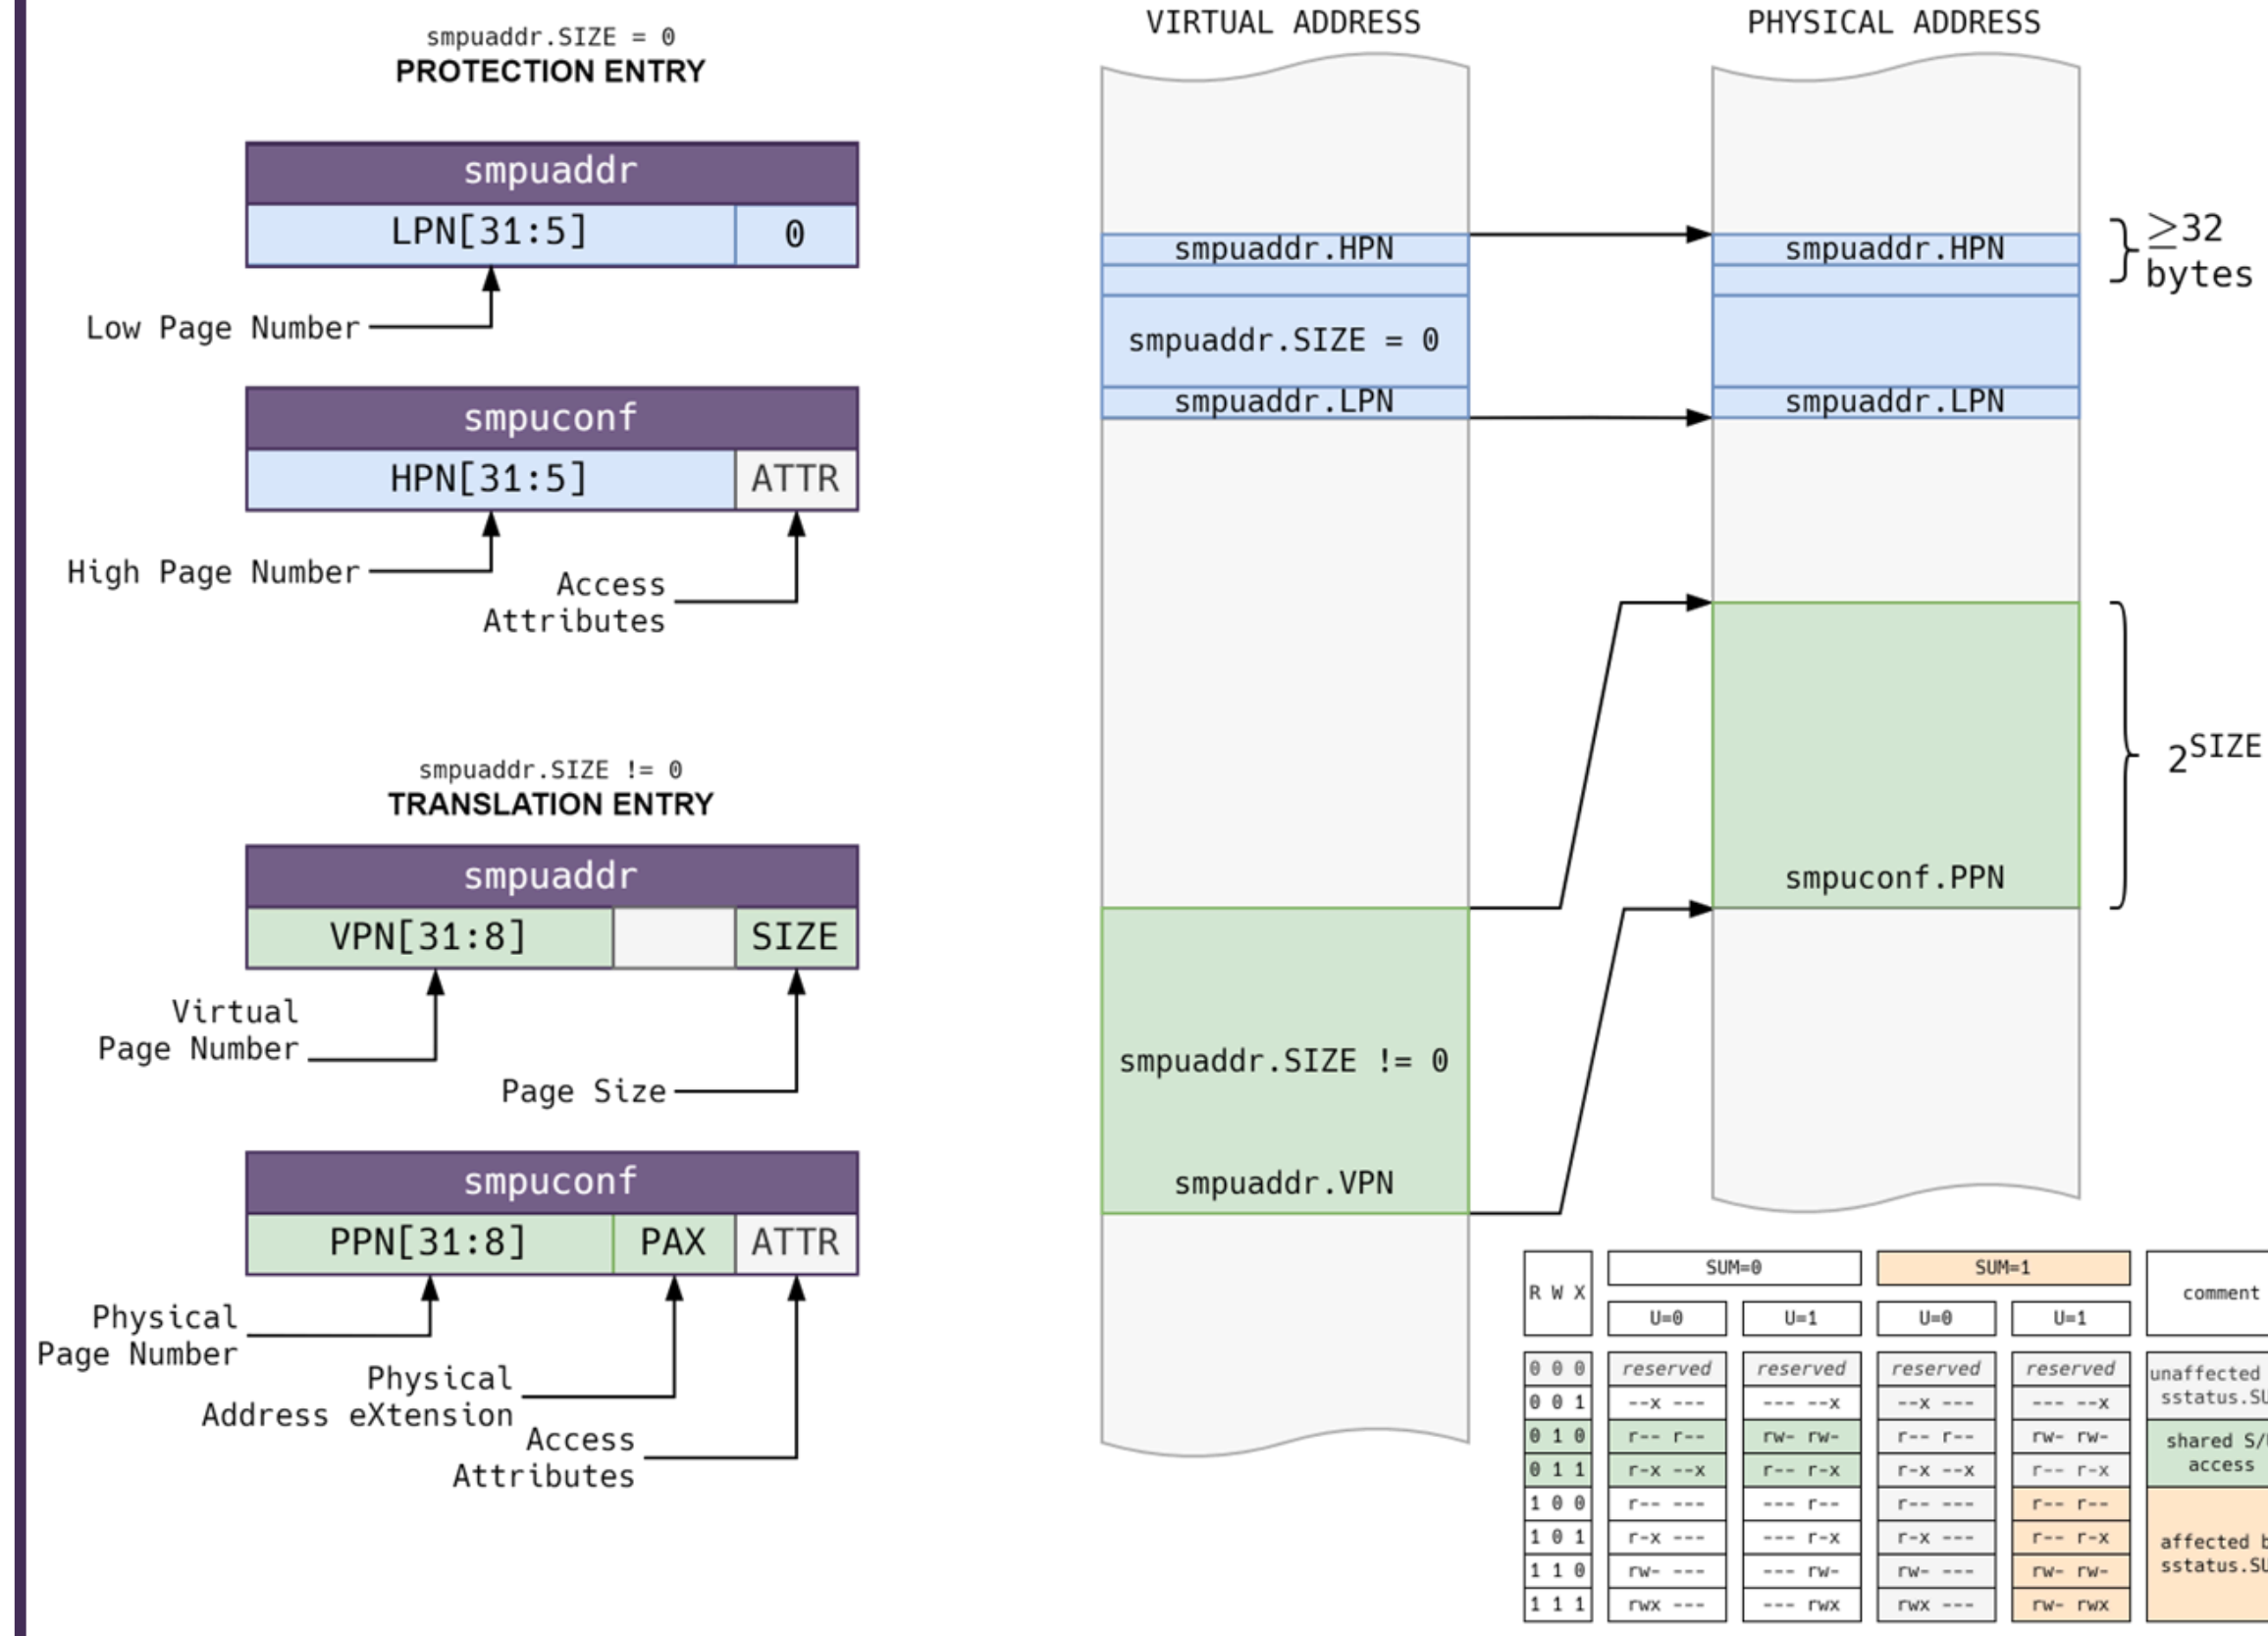 smpuaddr.SIZE = 0
PROTECTION ENTRY
smpuaddr
LPN[31:5] 0
Low Page Number
smpuconf
HPN[31:5] ATTR
High Page Number
Access
Attributes
smpuaddr.SIZE != 0
TRANSLATION ENTRY
smpuaddr
VPN[31:8] SIZE
Virtual
Page Number
Page Size
smpuconf
PPN[31:8] PAX ATTR
Physical
Page Number
Physical
Address eXtension
Access
Attributes
VIRTUAL ADDRESS
smpuaddr.HPN
smpuaddr.SIZE = 0
smpuaddr.LPN
smpuaddr.SIZE != 0
smpuaddr.VPN
PHYSICAL ADDRESS
smpuaddr.HPN
smpuaddr.LPN
smpuconf.PPN
≥32
bytes
2^SIZE
R W X SUM=0 SUM=1 comment
U=0 U=1 U=0 U=1
0 0 0 reserved reserved reserved reserved
0 0 1 --x --- --- --x --x --- --- --x
0 1 0 r-- r-- rw- rw- r-- r-- rw- rw-
0 1 1 r-x --x r-- r-x r-x --x r-- r-x
1 0 0 r-- --- --- r-- r-- --- r-- r--
1 0 1 r-x --- --- r-x r-x --- r-- r-x
1 1 0 rw- --- --- rw- rw- --- rw- rw-
1 1 1 rwx --- --- rwx rwx --- rw- rwx
unaffected
sstatus.SU
shared S/
access
affected b
sstatus.SU